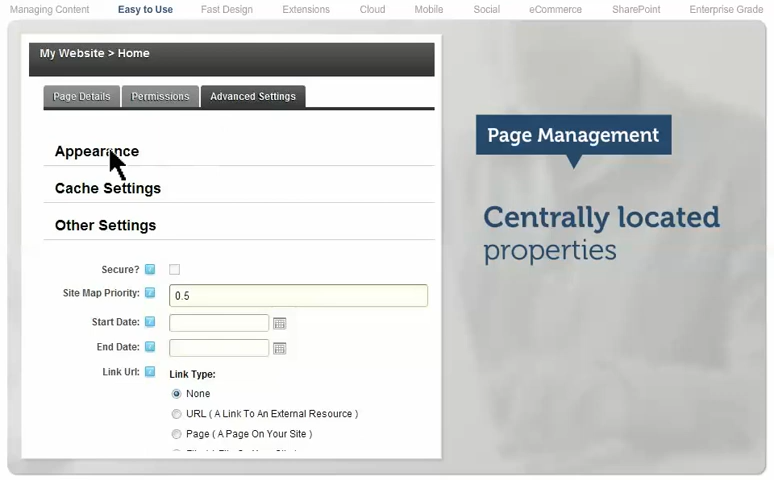 Managing Content Easy to Use Fast Design Extensions Cloud Mobile Social eCommerce SharePoint Enterprise Grade
My Website > Home
Page Details Permissions Advanced Settings
Appearance
Cache Settings
Other Settings
Secure?
Site Map Priority: 0.5
Start Date:
End Date:
Link Url: Link Type:
None
URL ( A Link To An External Resource )
Page ( A Page On Your Site )
Page Management
Centrally located
properties